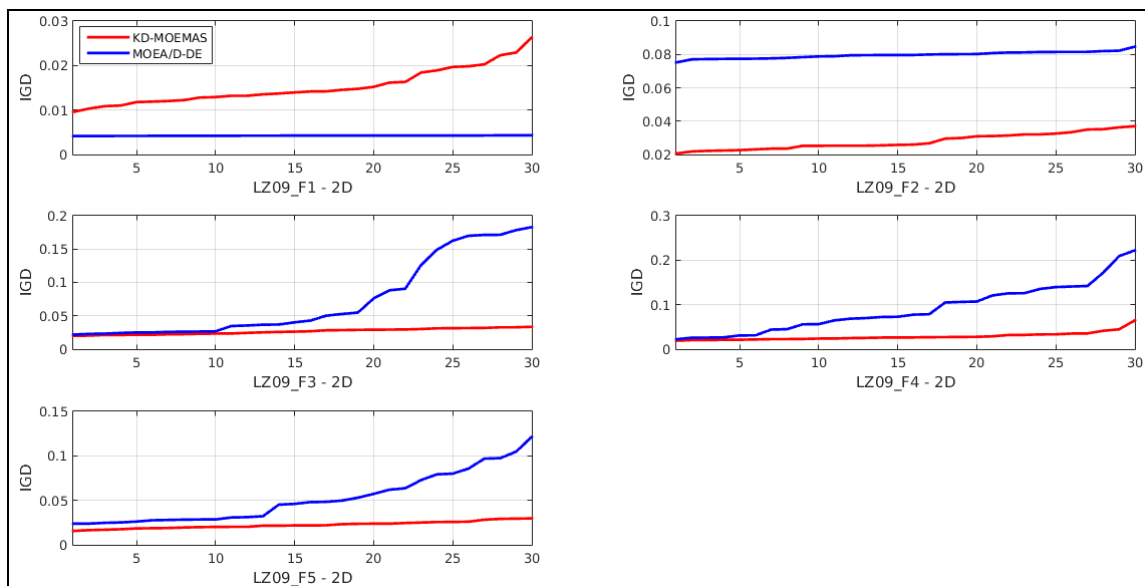 0.03
0.02
0.01
0
IGD
KD-MOEMAS
MOEA/D-DE
5 10 15 20 25 30
LZ09_F1 - 2D
0.1
0.08
0.06
0.04
0.02
IGD
5 10 15 20 25 30
LZ09_F2 - 2D
0.2
0.15
0.1
0.05
0
IGD
5 10 15 20 25 30
LZ09_F3 - 2D
0.3
0.2
0.1
0
IGD
5 10 15 20 25 30
LZ09_F4 - 2D
0.15
0.1
0.05
0
IGD
5 10 15 20 25 30
LZ09_F5 - 2D